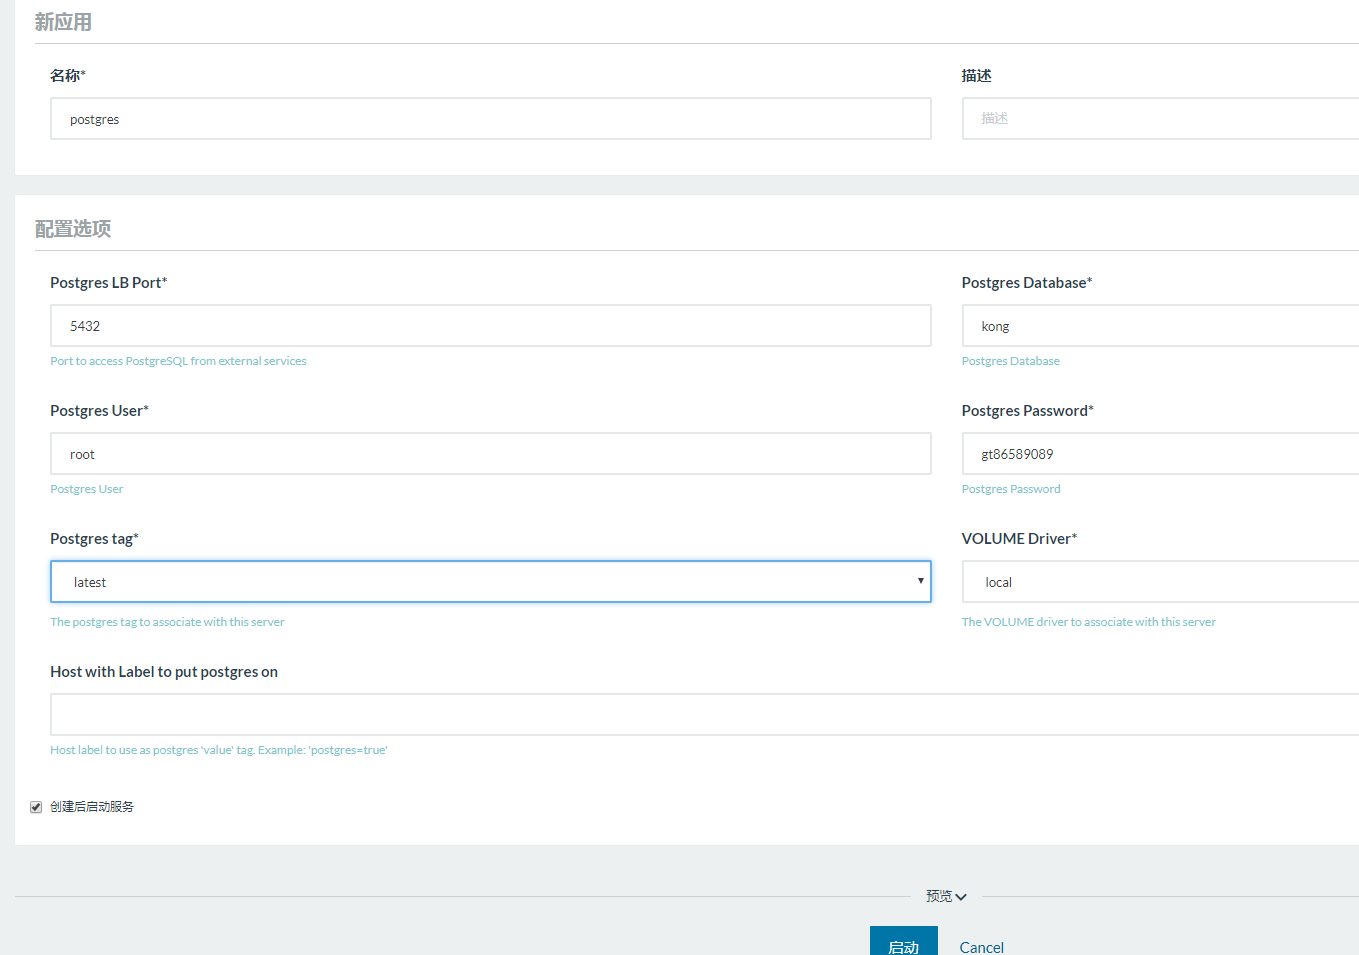 新应用
名称*
描述
postgres
描述
配置选项
Postgres LB Port*
Postgres Database*
5432
kong
Port to access PostgreSQL from external services
Postgres Database
Postgres User*
Postgres Password*
root
gt86589089
Postgres User
Postgres Password
Postgres tag*
VOLUME Driver*
latest
local
The postgres tag to associate with this server
The VOLUME driver to associate with this server
Host with Label to put postgres on
Host label to use as postgres 'value' tag. Example: 'postgres=true'
创建后启动服务
预览
启动
Cancel